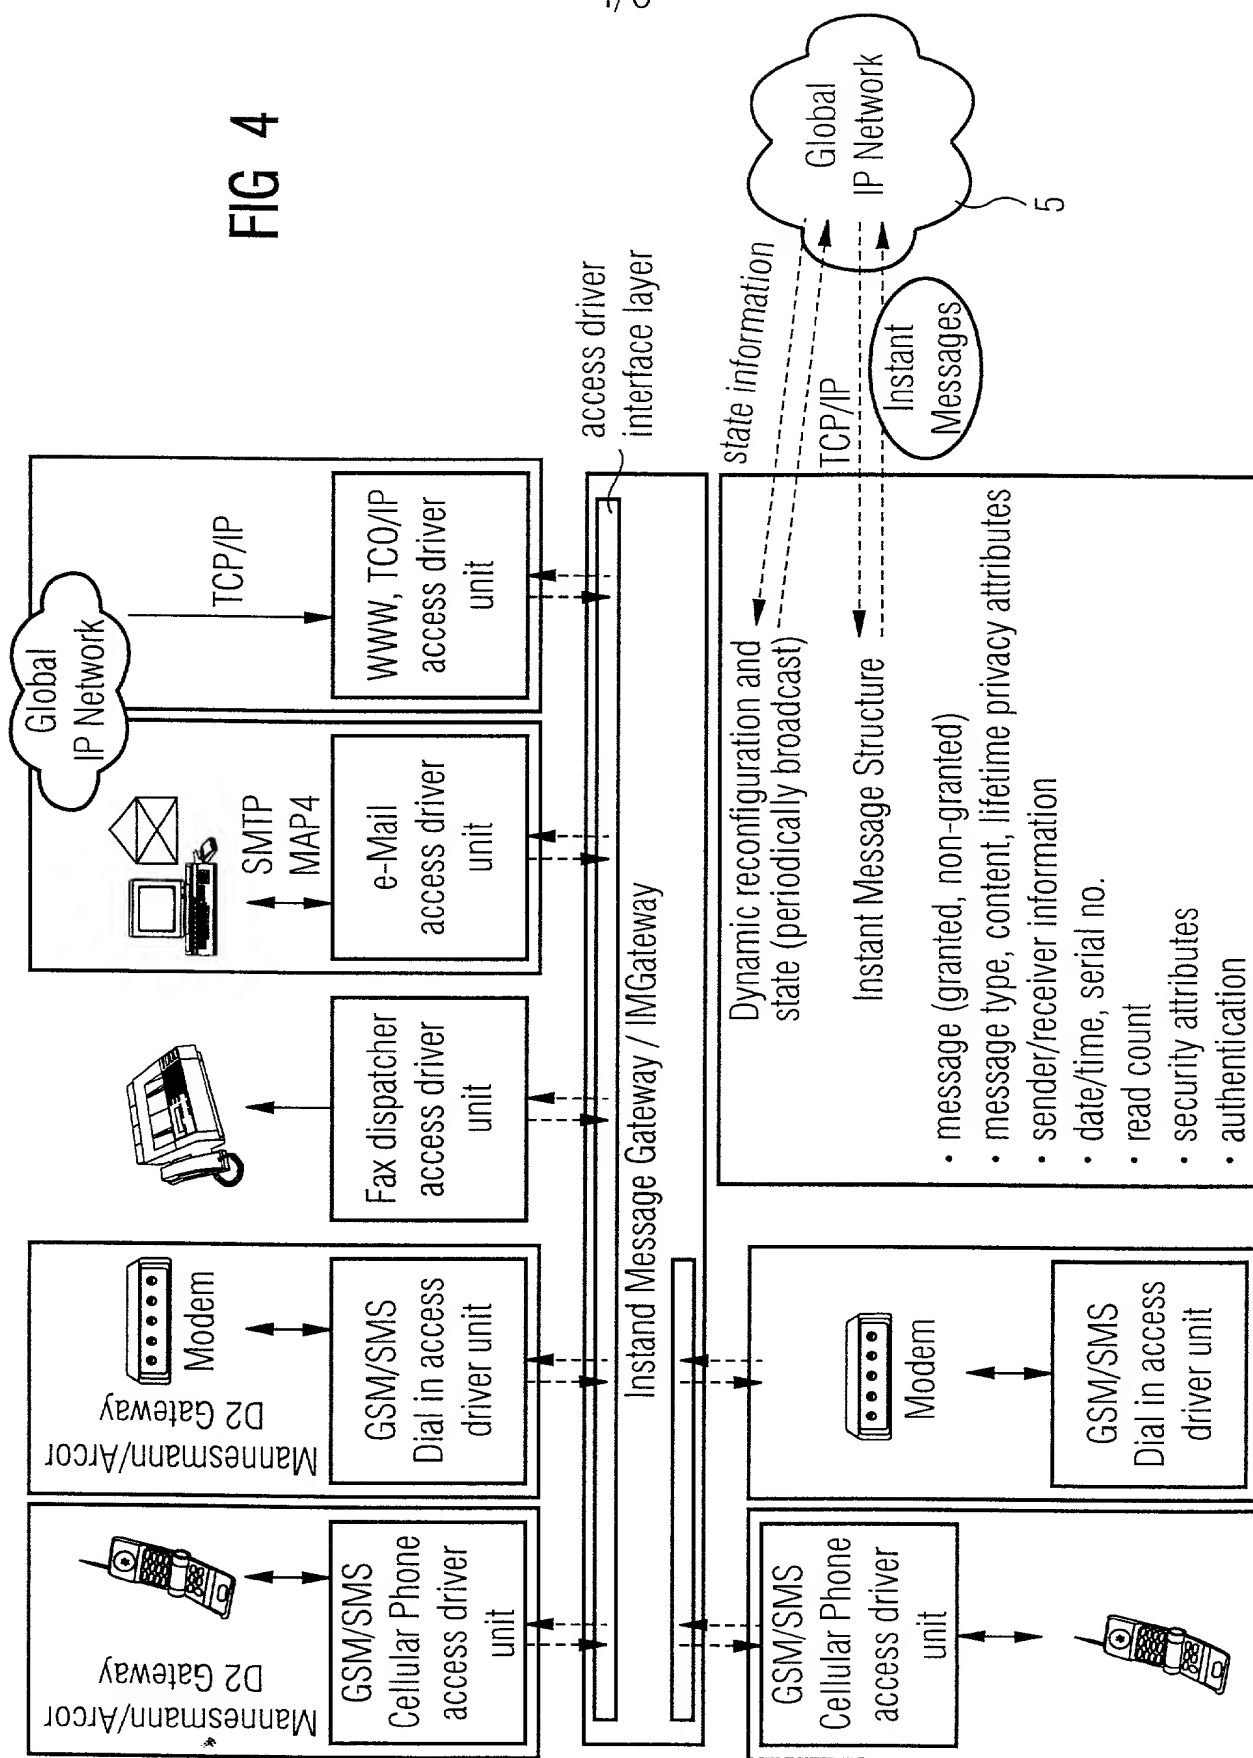 FIG 4
Mannesmann/Arcor
D2 Gateway
GSM/SMS
Cellular Phone
access driver
unit
Mannesmann/Arcor
D2 Gateway
Modem
GSM/SMS
Dial in access
driver unit
Fax dispatcher
access driver
unit
SMTP
MAP4
e-Mail
access driver
unit
Global
IP Network
TCP/IP
WWW, TCO/IP
access driver
unit
access driver
interface layer
Instand Message Gateway / IMGateway
GSM/SMS
Cellular Phone
access driver
unit
Modem
GSM/SMS
Dial in access
driver unit
Dynamic reconfiguration and
state (periodically broadcast)
Instant Message Structure
• message (granted, non-granted)
• message type, content, lifetime privacy attributes
• sender/receiver information
• date/time, serial no.
• read count
• security attributes
• authentication
state information
TCP/IP
Instant
Messages
Global
IP Network
5